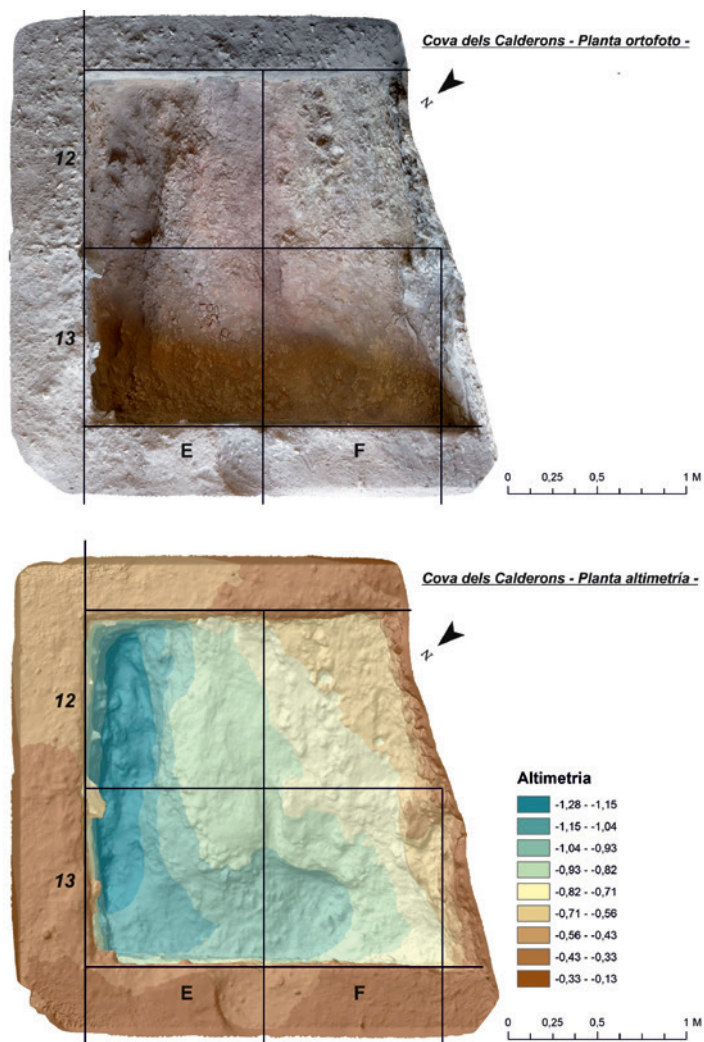 Cova dels Calderons - Planta ortofoto -
N
12
13
E F
0 0,25 0,5 1 M
Cova dels Calderons - Planta altimetría -
N
12
Altimetria
-1,28 - -1,15
-1,15 - -1,04
-1,04 - -0,93
-0,93 - -0,82
13
-0,82 - -0,71
-0,71 - -0,56
-0,56 - -0,43
-0,43 - -0,33
-0,33 - -0,13
E F
0 0,25 0,5 1 M